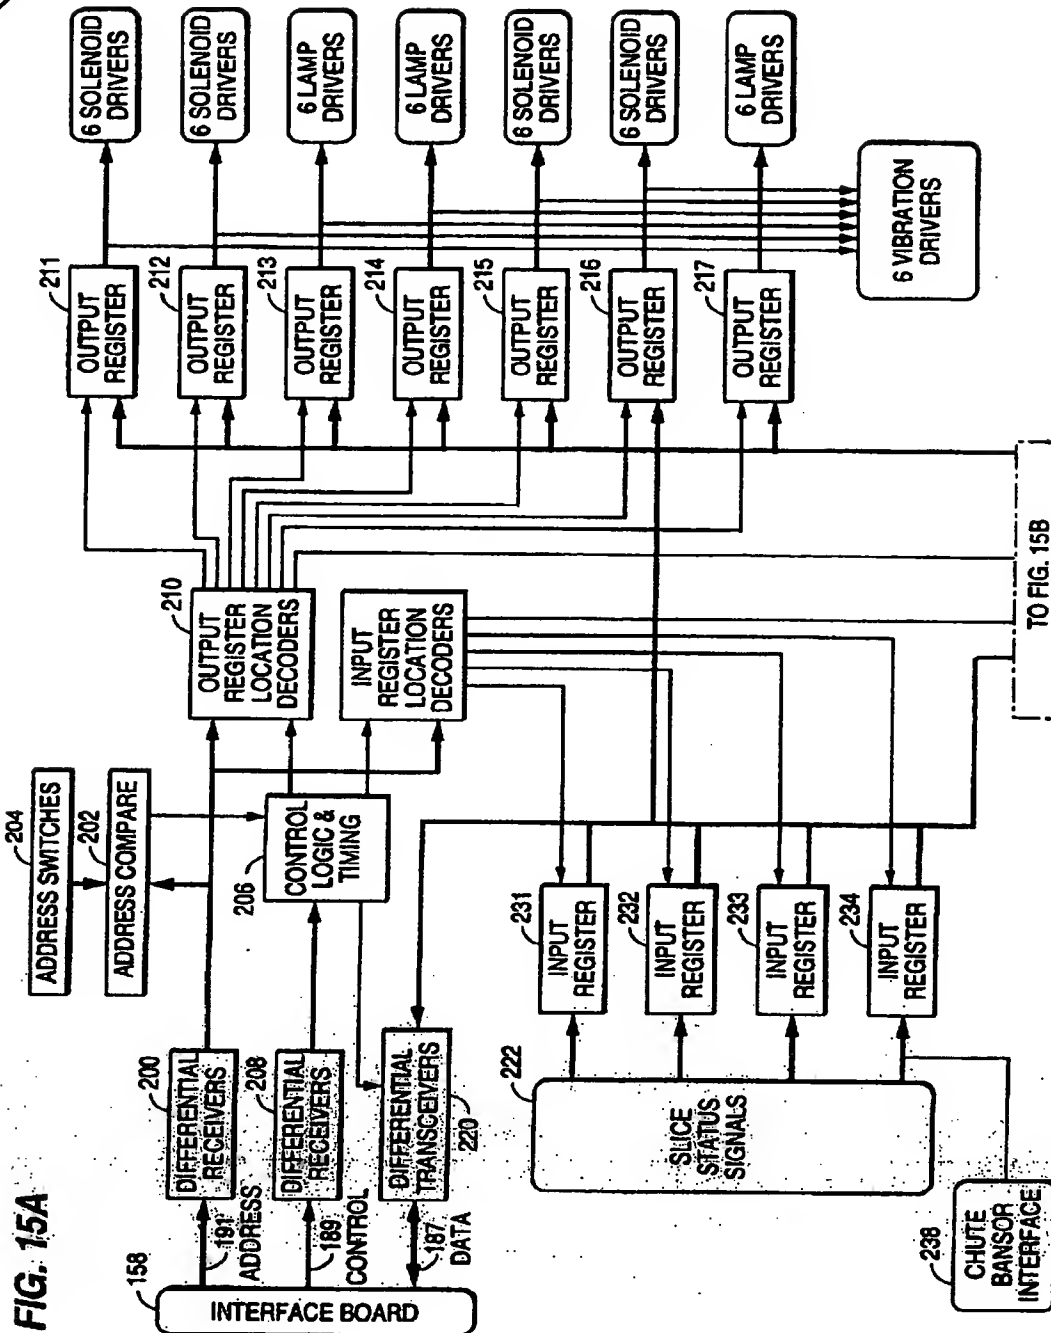 FIG. 15A
158
INTERFACE BOARD
191
ADDRESS
189
CONTROL
187
DATA
200
DIFFERENTIAL
RECEIVERS
208
DIFFERENTIAL
RECEIVERS
DIFFERENTIAL
TRANSCEIVERS
220
204
ADDRESS SWITCHES
202
ADDRESS COMPARE
206
CONTROL
LOGIC &
TIMING
210
OUTPUT
REGISTER
LOCATION
DECODERS
INPUT
REGISTER
LOCATION
DECODERS
211
OUTPUT
REGISTER
212
OUTPUT
REGISTER
213
OUTPUT
REGISTER
214
OUTPUT
REGISTER
215
OUTPUT
REGISTER
216
OUTPUT
REGISTER
217
OUTPUT
REGISTER
6 SOLENOID
DRIVERS
6 SOLENOID
DRIVERS
6 LAMP
DRIVERS
6 LAMP
DRIVERS
6 SOLENOID
DRIVERS
6 SOLENOID
DRIVERS
6 LAMP
DRIVERS
6 VIBRATION
DRIVERS
222
SLICE
STATUS
SIGNALS
231
INPUT
REGISTER
232
INPUT
REGISTER
233
INPUT
REGISTER
234
INPUT
REGISTER
238
CHUTE
BANSOR
INTERFACE
TO FIG. 15B